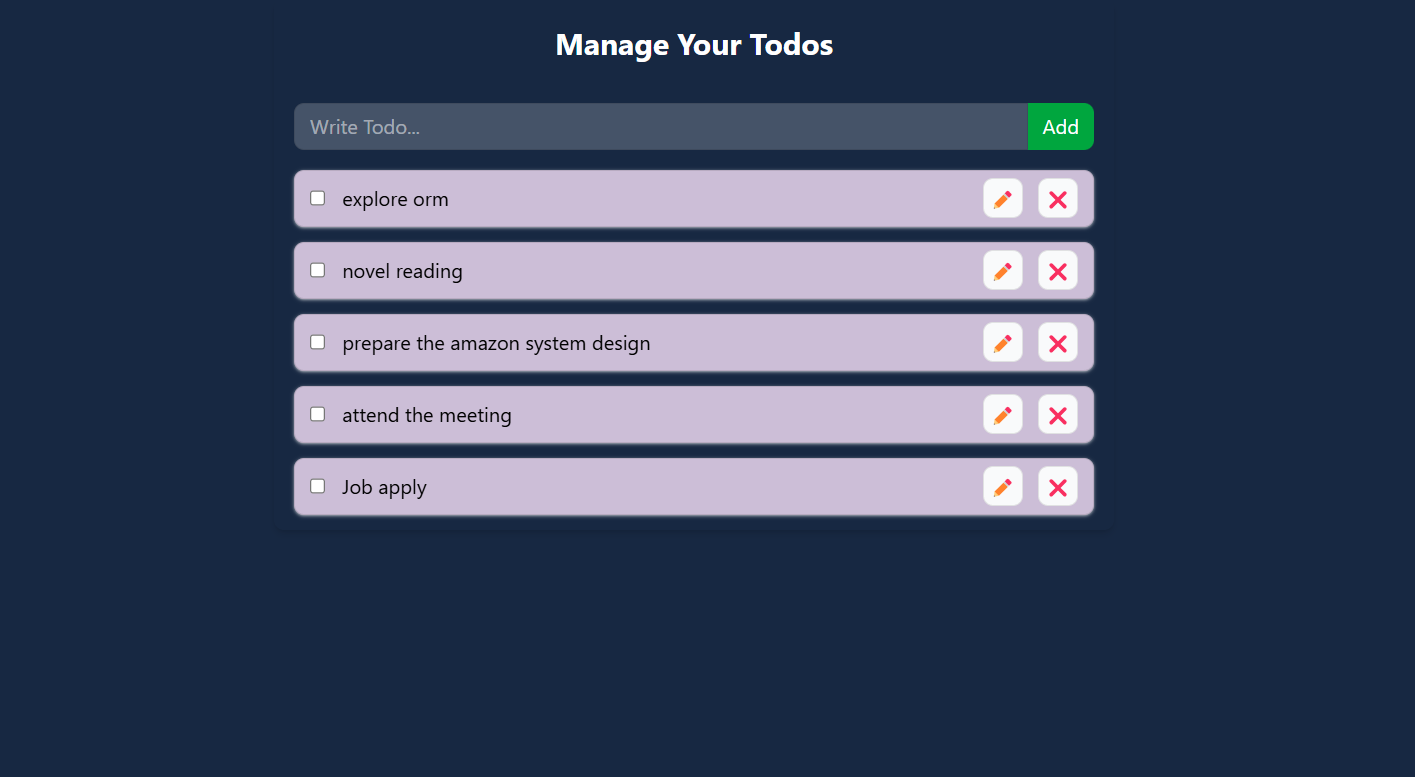 Manage Your Todos
Write Todo...
Add
explore orm
novel reading
prepare the amazon system design
attend the meeting
Job apply